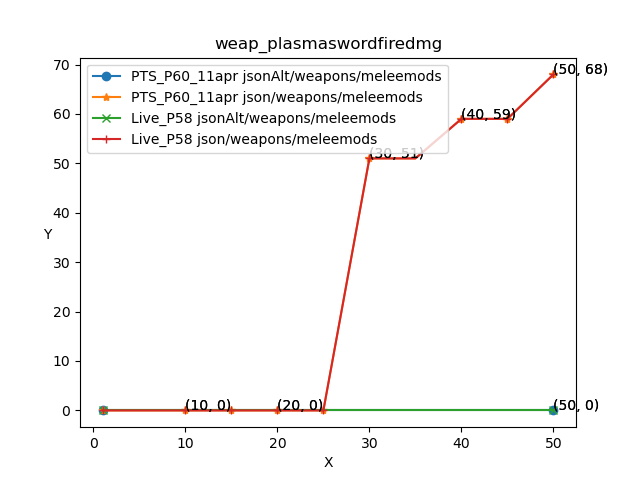 weap_plasmaswordfiredmg
PTS_P60_11apr jsonAlt/weapons/meleemods
PTS_P60_11apr json/weapons/meleemods
Live_P58 jsonAlt/weapons/meleemods
Live_P58 json/weapons/meleemods
(50, 68)
(40, 59)
(30, 51)
(10, 0)
(20, 0)
(50, 0)
70
60
50
40
30
20
10
0
Y
0 10 20 30 40 50
X